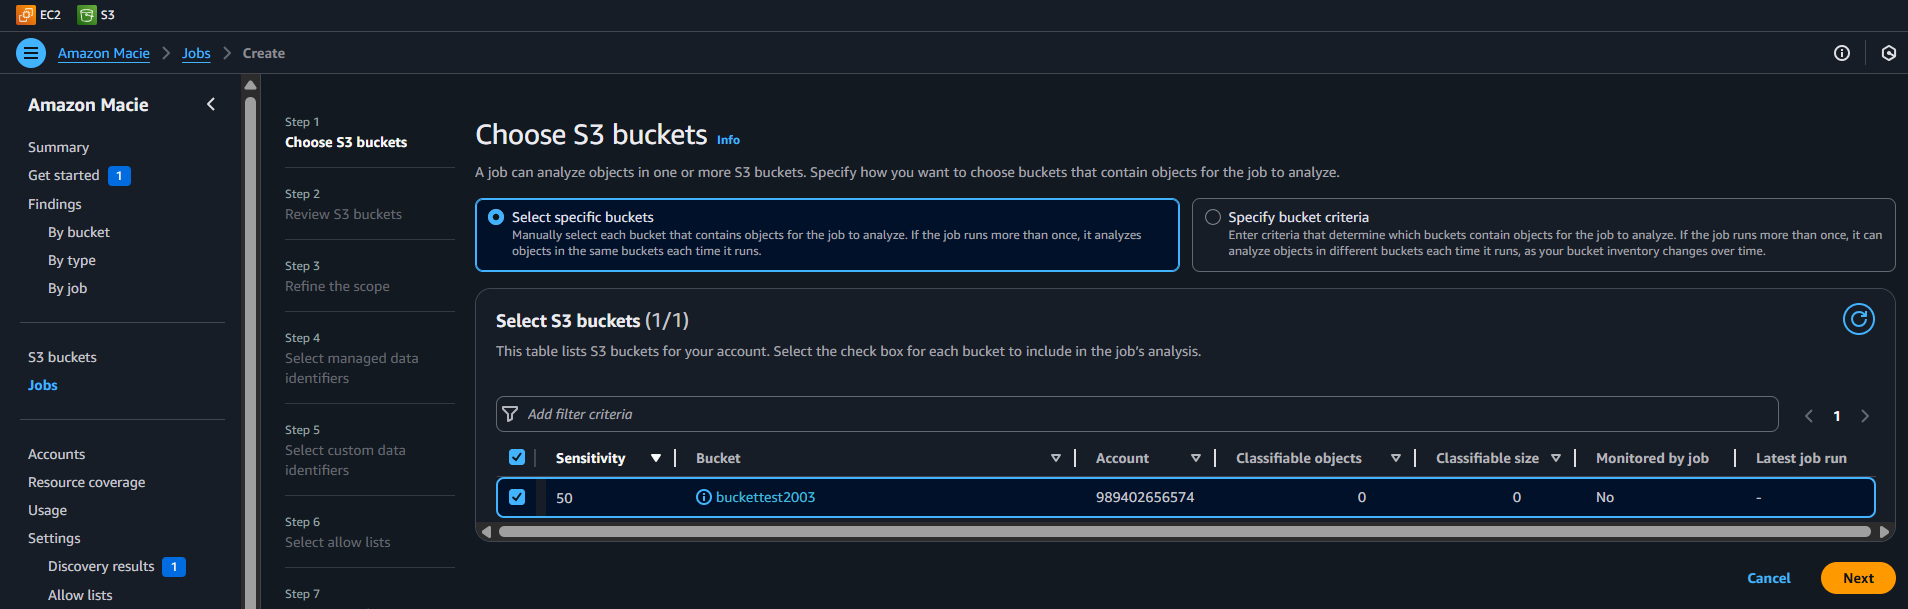 EC2 S3
Amazon Macie Jobs Create
Amazon Macie
Summary
Get started 1
Findings
By bucket
By type
By job
S3 buckets
Jobs
Accounts
Resource coverage
Usage
Settings
Discovery results 1
Allow lists
Step 1
Choose S3 buckets
Step 2
Review S3 buckets
Step 3
Refine the scope
Step 4
Select managed data
identifiers
Step 5
Select custom data
identifiers
Step 6
Select allow lists
Step 7
Choose S3 buckets Info
A job can analyze objects in one or more S3 buckets. Specify how you want to choose buckets that contain objects for the job to analyze.
Select specific buckets
Manually select each bucket that contains objects for the job to analyze. If the job runs more than once, it analyzes
objects in the same buckets each time it runs.
Specify bucket criteria
Enter criteria that determine which buckets contain objects for the job to analyze. If the job runs more than once, it can
analyze objects in different buckets each time it runs, as your bucket inventory changes over time.
Select S3 buckets (1/1)
This table lists S3 buckets for your account. Select the check box for each bucket to include in the job's analysis.
Add filter criteria
1
Sensitivity Bucket Account Classifiable objects Classifiable size Monitored by job Latest job run
50 buckettest2003 989402656574 0 0 No -
Cancel Next